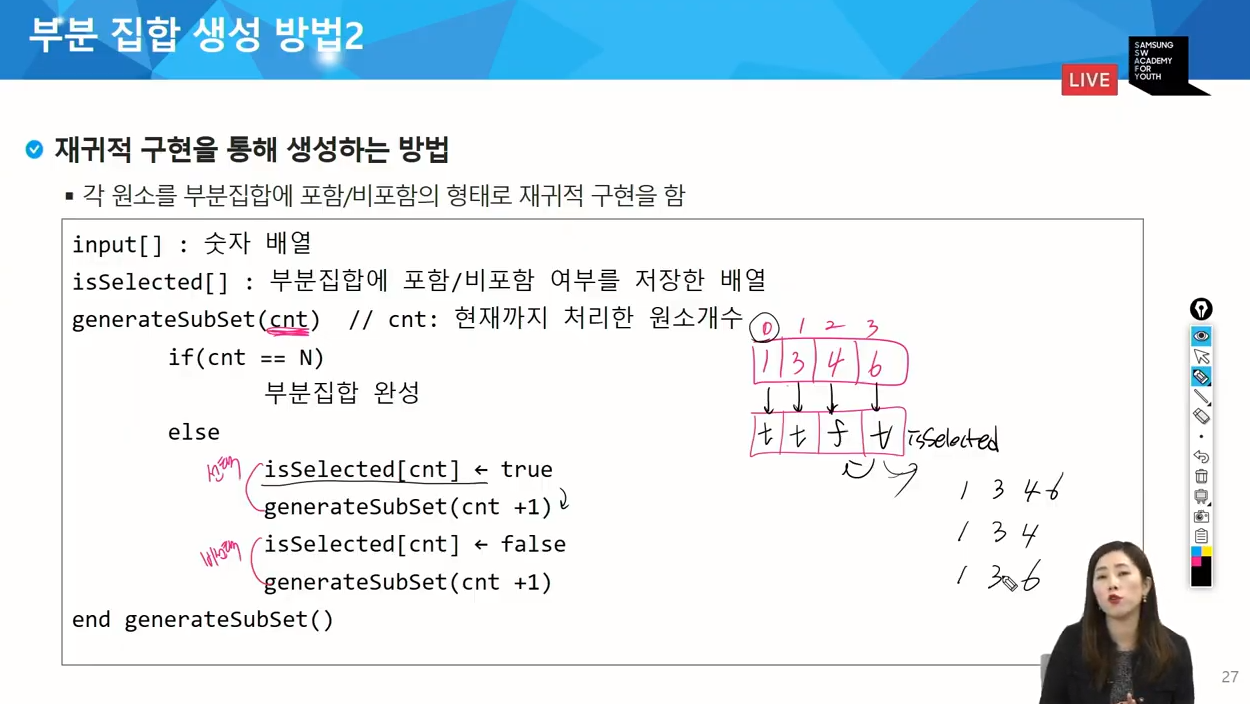 부분 집합 생성 방법2
SAMSUNG
SW
ACADEMY
FOR
YOUTH
LIVE
재귀적 구현을 통해 생성하는 방법
각 원소를 부분집합에 포함/비포함의 형태로 재귀적 구현을 함
input[] : 숫자 배열
isSelected[] : 부분집합에 포함/비포함 여부를 저장한 배열
generateSubSet(cnt) // cnt: 현재까지 처리한 원소개수
if(cnt == N)
부분집합 완성
else
선택
isSelected[cnt] ← true
generateSubSet(cnt +1)
비선택
isSelected[cnt] ← false
generateSubSet(cnt +1)
end generateSubSet()
0 1 2 3
1 3 4 6
t t f t isSelected
1 3 4 6
1 3 4
1 3 6
27